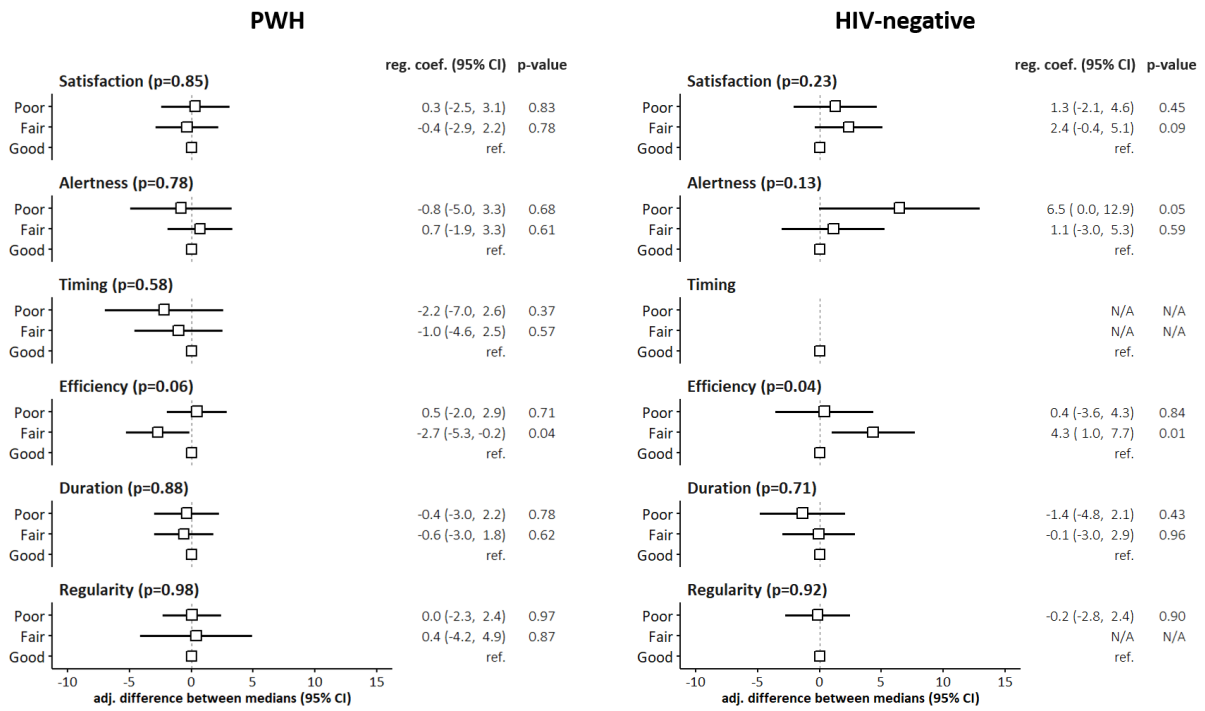 PWH
reg. coef. (95% CI) p-value
Satisfaction (p=0.85)
Poor 0.3 (-2.5, 3.1) 0.83
Fair -0.4 (-2.9, 2.2) 0.78
Good ref.
Alertness (p=0.78)
Poor -0.8 (-5.0, 3.3) 0.68
Fair 0.7 (-1.9, 3.3) 0.61
Good ref.
Timing (p=0.58)
Poor -2.2 (-7.0, 2.6) 0.37
Fair -1.0 (-4.6, 2.5) 0.57
Good ref.
Efficiency (p=0.06)
Poor 0.5 (-2.0, 2.9) 0.71
Fair -2.7 (-5.3, -0.2) 0.04
Good ref.
Duration (p=0.88)
Poor -0.4 (-3.0, 2.2) 0.78
Fair -0.6 (-3.0, 1.8) 0.62
Good ref.
Regularity (p=0.98)
Poor 0.0 (-2.3, 2.4) 0.97
Fair 0.4 (-4.2, 4.9) 0.87
Good ref.
-10 -5 0 5 10 15
adj. difference between medians (95% CI)
HIV-negative
reg. coef. (95% CI) p-value
Satisfaction (p=0.23)
Poor 1.3 (-2.1, 4.6) 0.45
Fair 2.4 (-0.4, 5.1) 0.09
Good ref.
Alertness (p=0.13)
Poor 6.5 ( 0.0, 12.9) 0.05
Fair 1.1 (-3.0, 5.3) 0.59
Good ref.
Timing
Poor N/A N/A
Fair N/A N/A
Good ref.
Efficiency (p=0.04)
Poor 0.4 (-3.6, 4.3) 0.84
Fair 4.3 ( 1.0, 7.7) 0.01
Good ref.
Duration (p=0.71)
Poor -1.4 (-4.8, 2.1) 0.43
Fair -0.1 (-3.0, 2.9) 0.96
Good ref.
Regularity (p=0.92)
Poor -0.2 (-2.8, 2.4) 0.90
Fair N/A N/A
Good ref.
-10 -5 0 5 10 15
adj. difference between medians (95% CI)